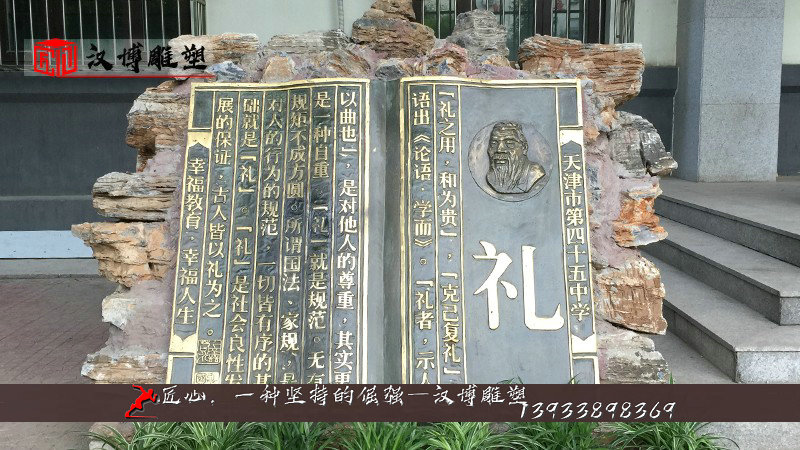 汉博雕塑
天津市第四十五中学
礼
「礼之用，和为贵」，「克己复礼」，
语出《论语·学而》。「礼者，示人
以曲也」，是对他人的尊重，其实更
是一种自重。「礼」就是规范。无有
规矩不成方圆，所谓国法、家规，是
对人的行为的规范，一切皆有序的基
础就是「礼」。「礼」是社会良性发
展的保证，古人皆以礼为之。
幸福教育，幸福人生
匠心，一种坚持的倔强—汉博雕塑
13933898369